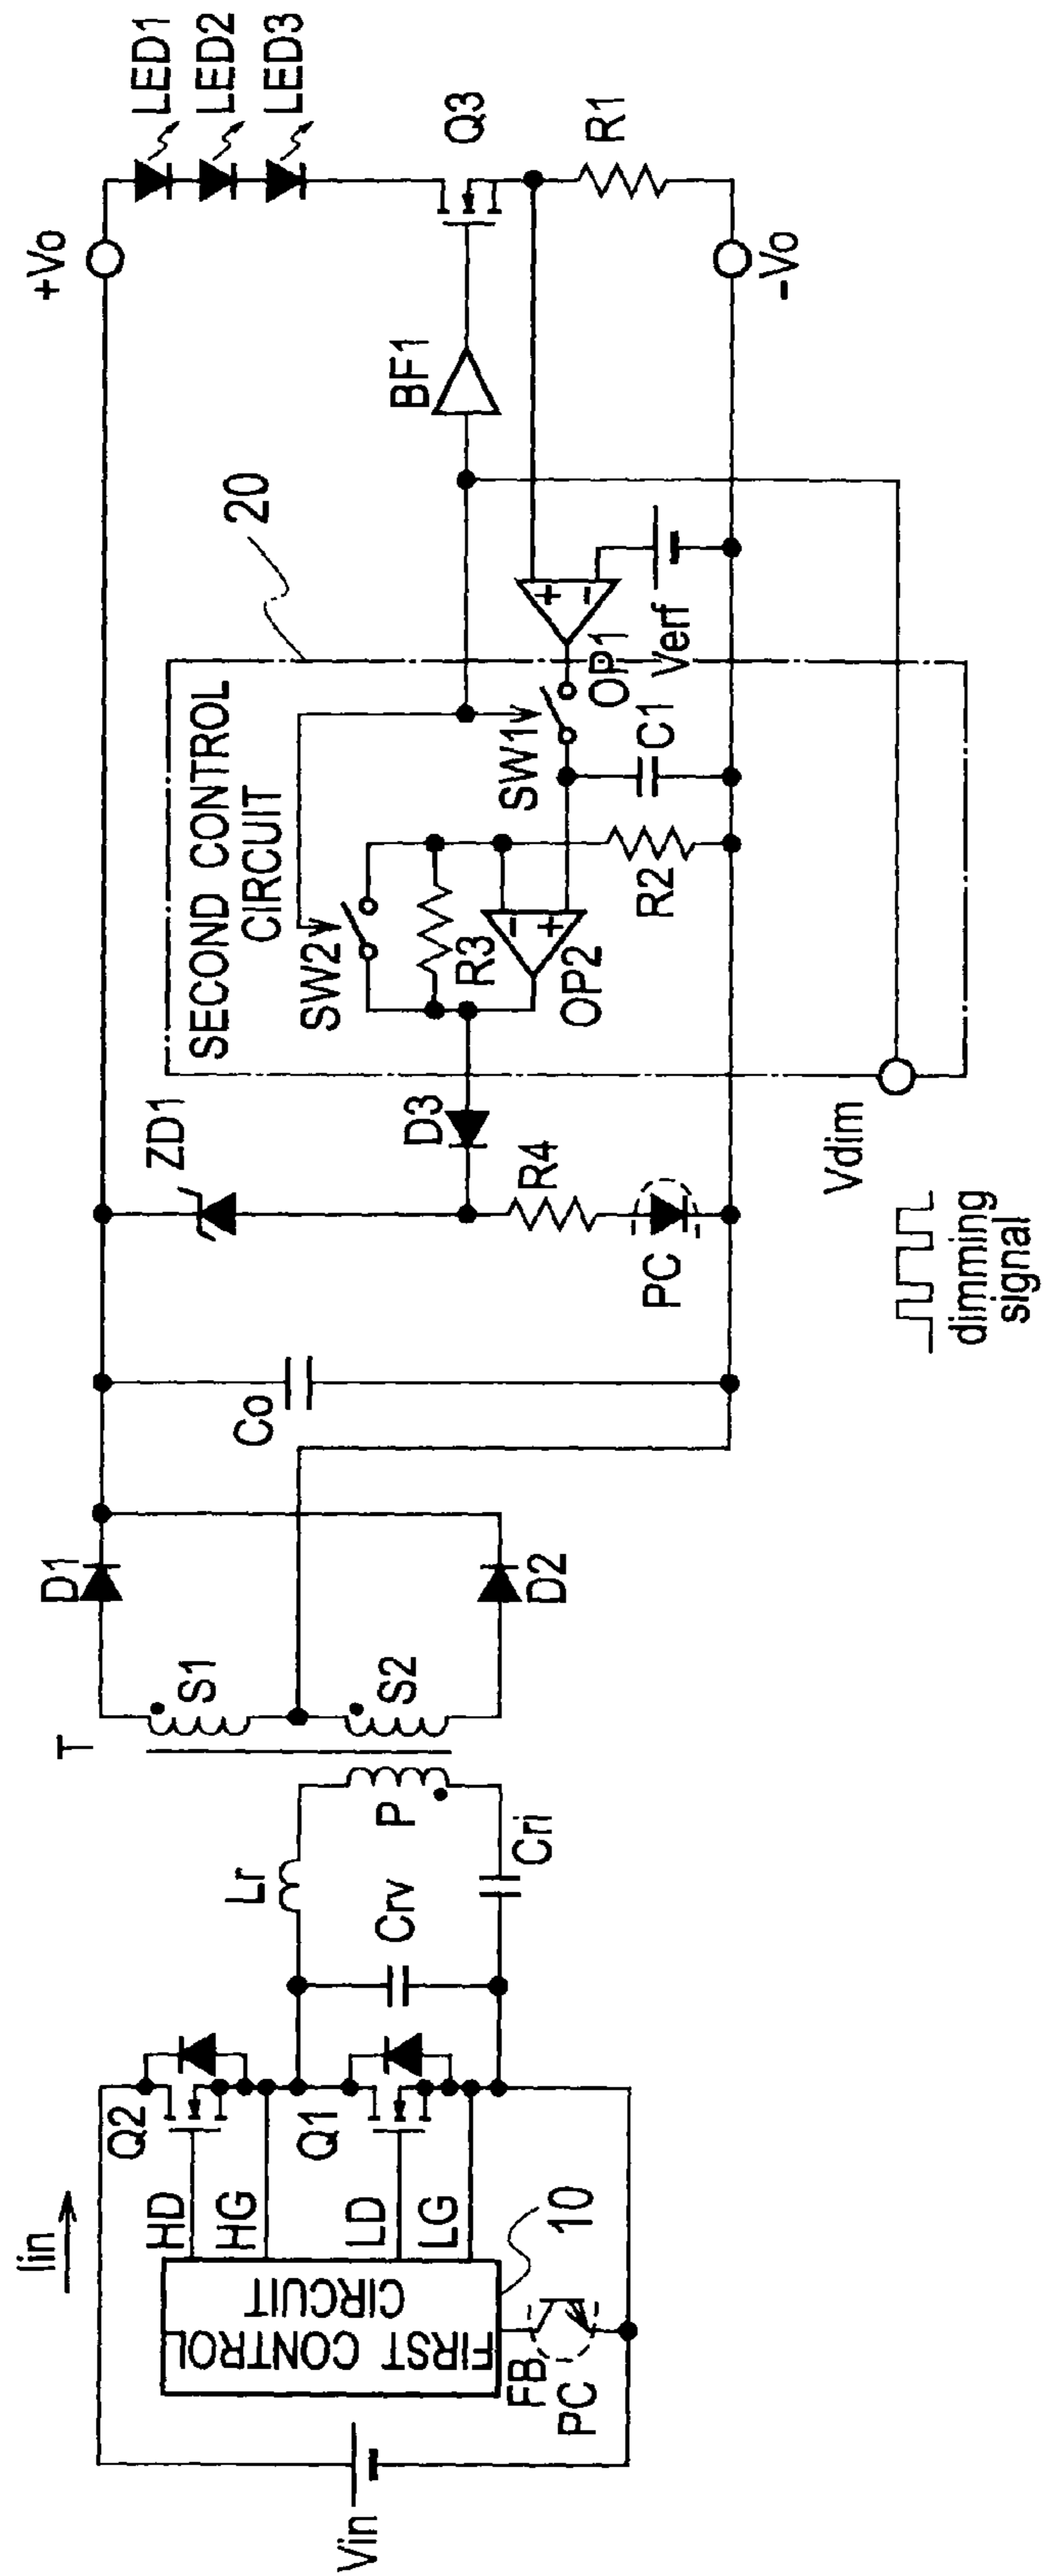 Vin
Iin
FIRST CONTROL
CIRCUIT
10
HD
HG
LD
LG
FB
PC
Q2
Q1
Lr
Crv
Cri
P
T
S1
S2
D1
D2
Co
ZD1
D3
R4
PC
SECOND CONTROL
CIRCUIT
20
SW2
R3
-
+
OP2
R2
SW1
C1
OP1
+
-
Verf
Vdim
dimming
signal
BF1
+Vo
-Vo
LED1
LED2
LED3
Q3
R1